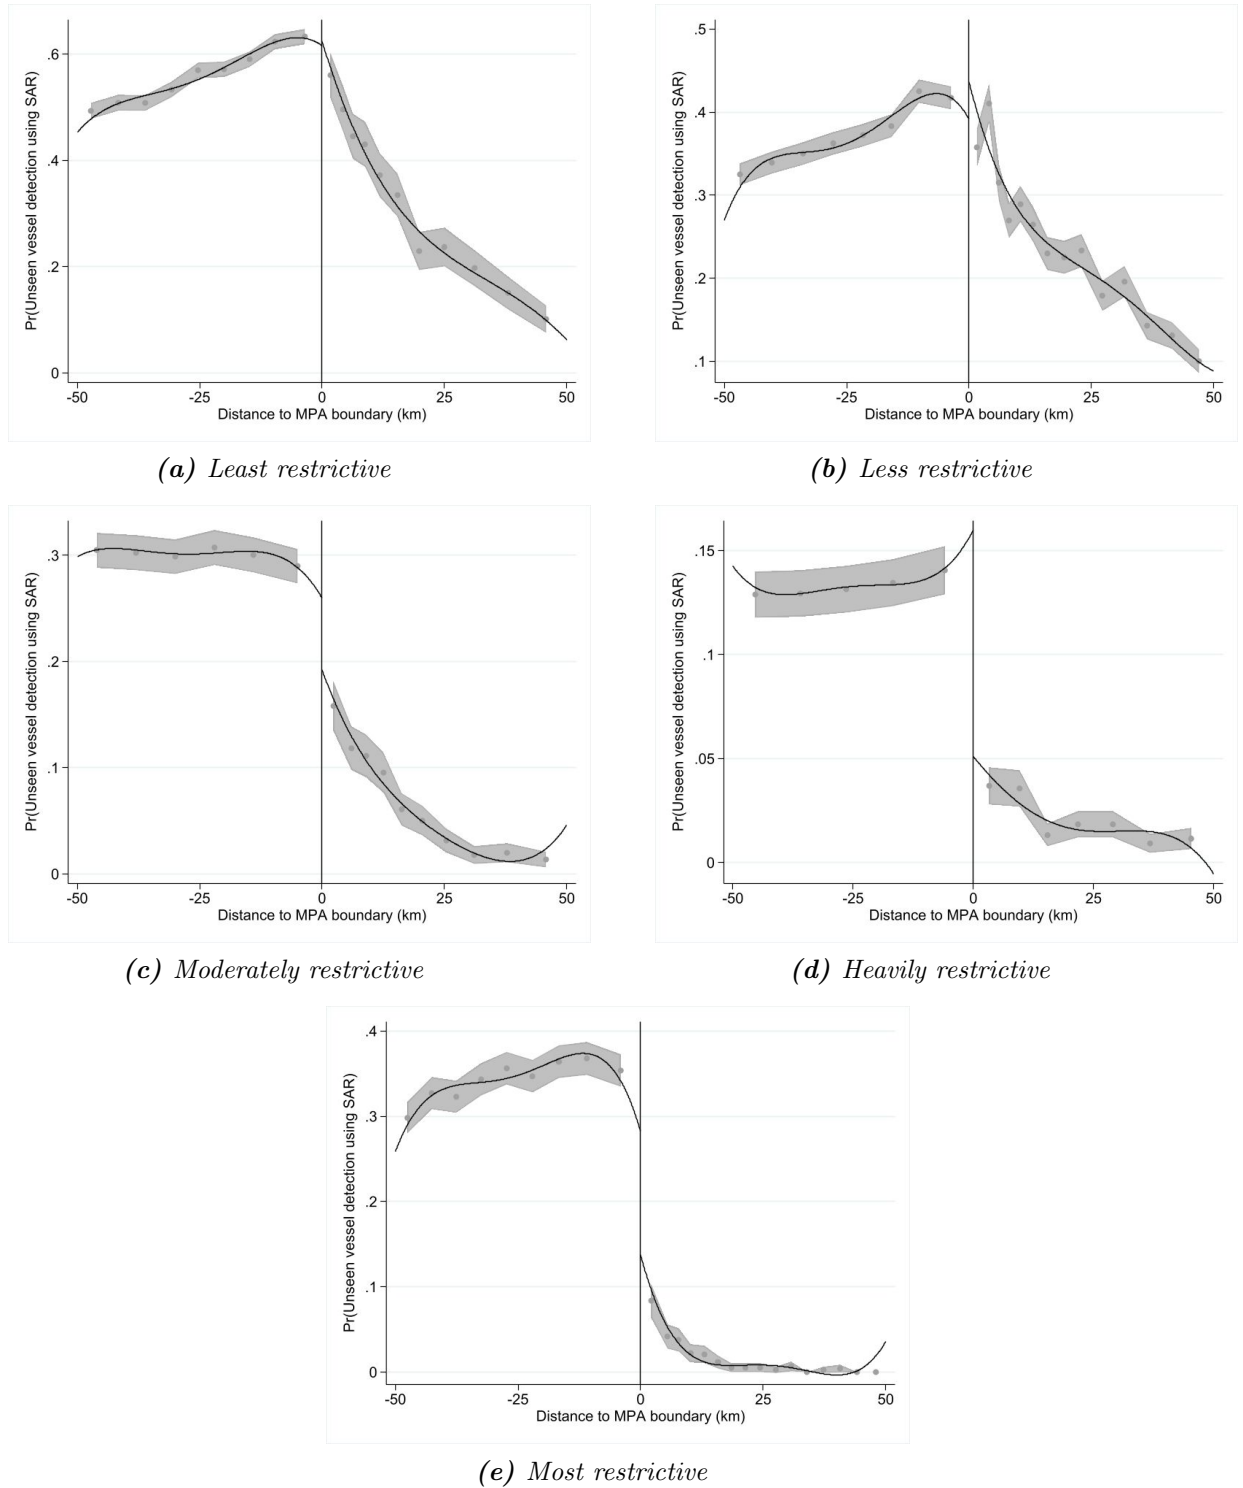 Pr(Unseen vessel detection using SAR)
.6
.4
.2
0
-50 -25 0 25 50
Distance to MPA boundary (km)
(a) Least restrictive
Pr(Unseen vessel detection using SAR)
.5
.4
.3
.2
.1
-50 -25 0 25 50
Distance to MPA boundary (km)
(b) Less restrictive
Pr(Unseen vessel detection using SAR)
.3
.2
.1
0
-50 -25 0 25 50
Distance to MPA boundary (km)
(c) Moderately restrictive
Pr(Unseen vessel detection using SAR)
.15
.1
.05
0
-50 -25 0 25 50
Distance to MPA boundary (km)
(d) Heavily restrictive
Pr(Unseen vessel detection using SAR)
.4
.3
.2
.1
0
-50 -25 0 25 50
Distance to MPA boundary (km)
(e) Most restrictive